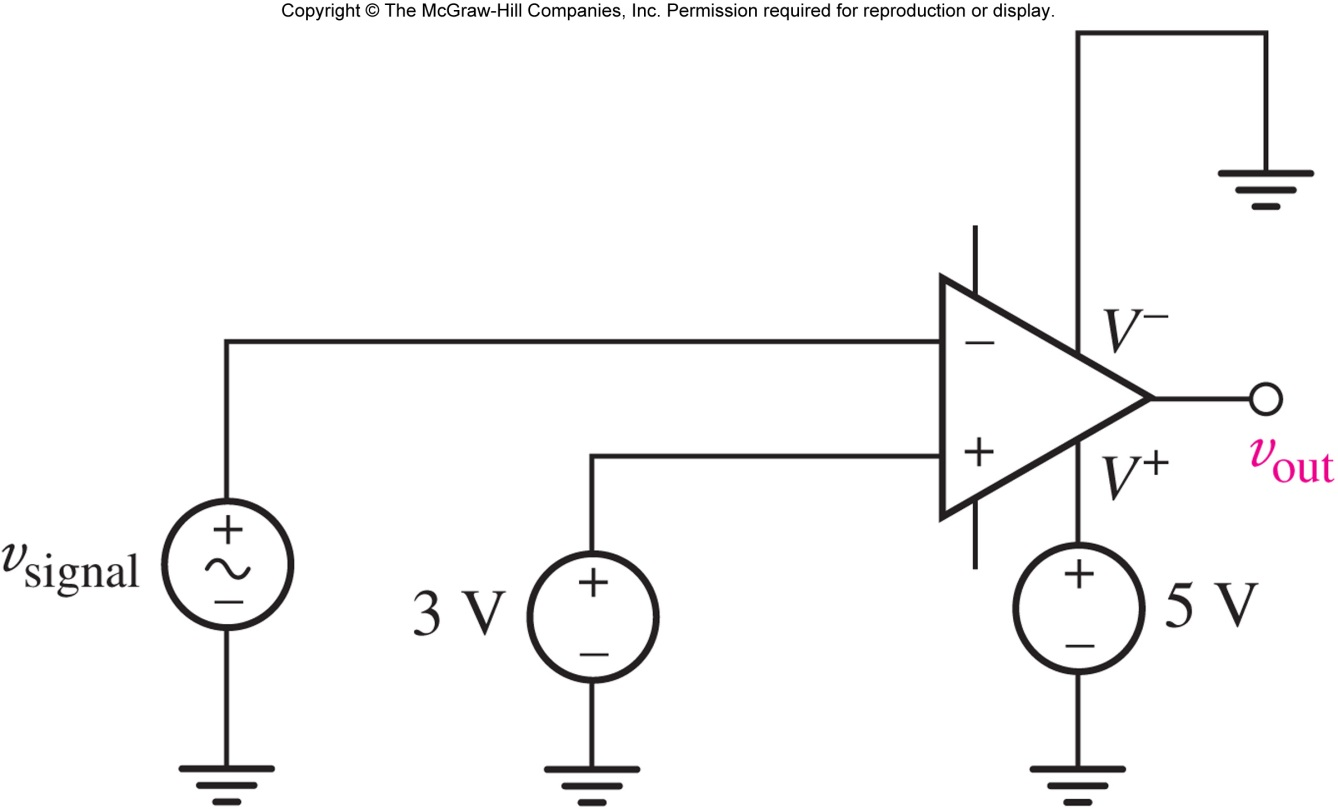 Copyright © The McGraw-Hill Companies, Inc. Permission required for reproduction or display.
V−
−
+
V+
vout
+
−
vsignal
+
−
3 V
+
−
5 V